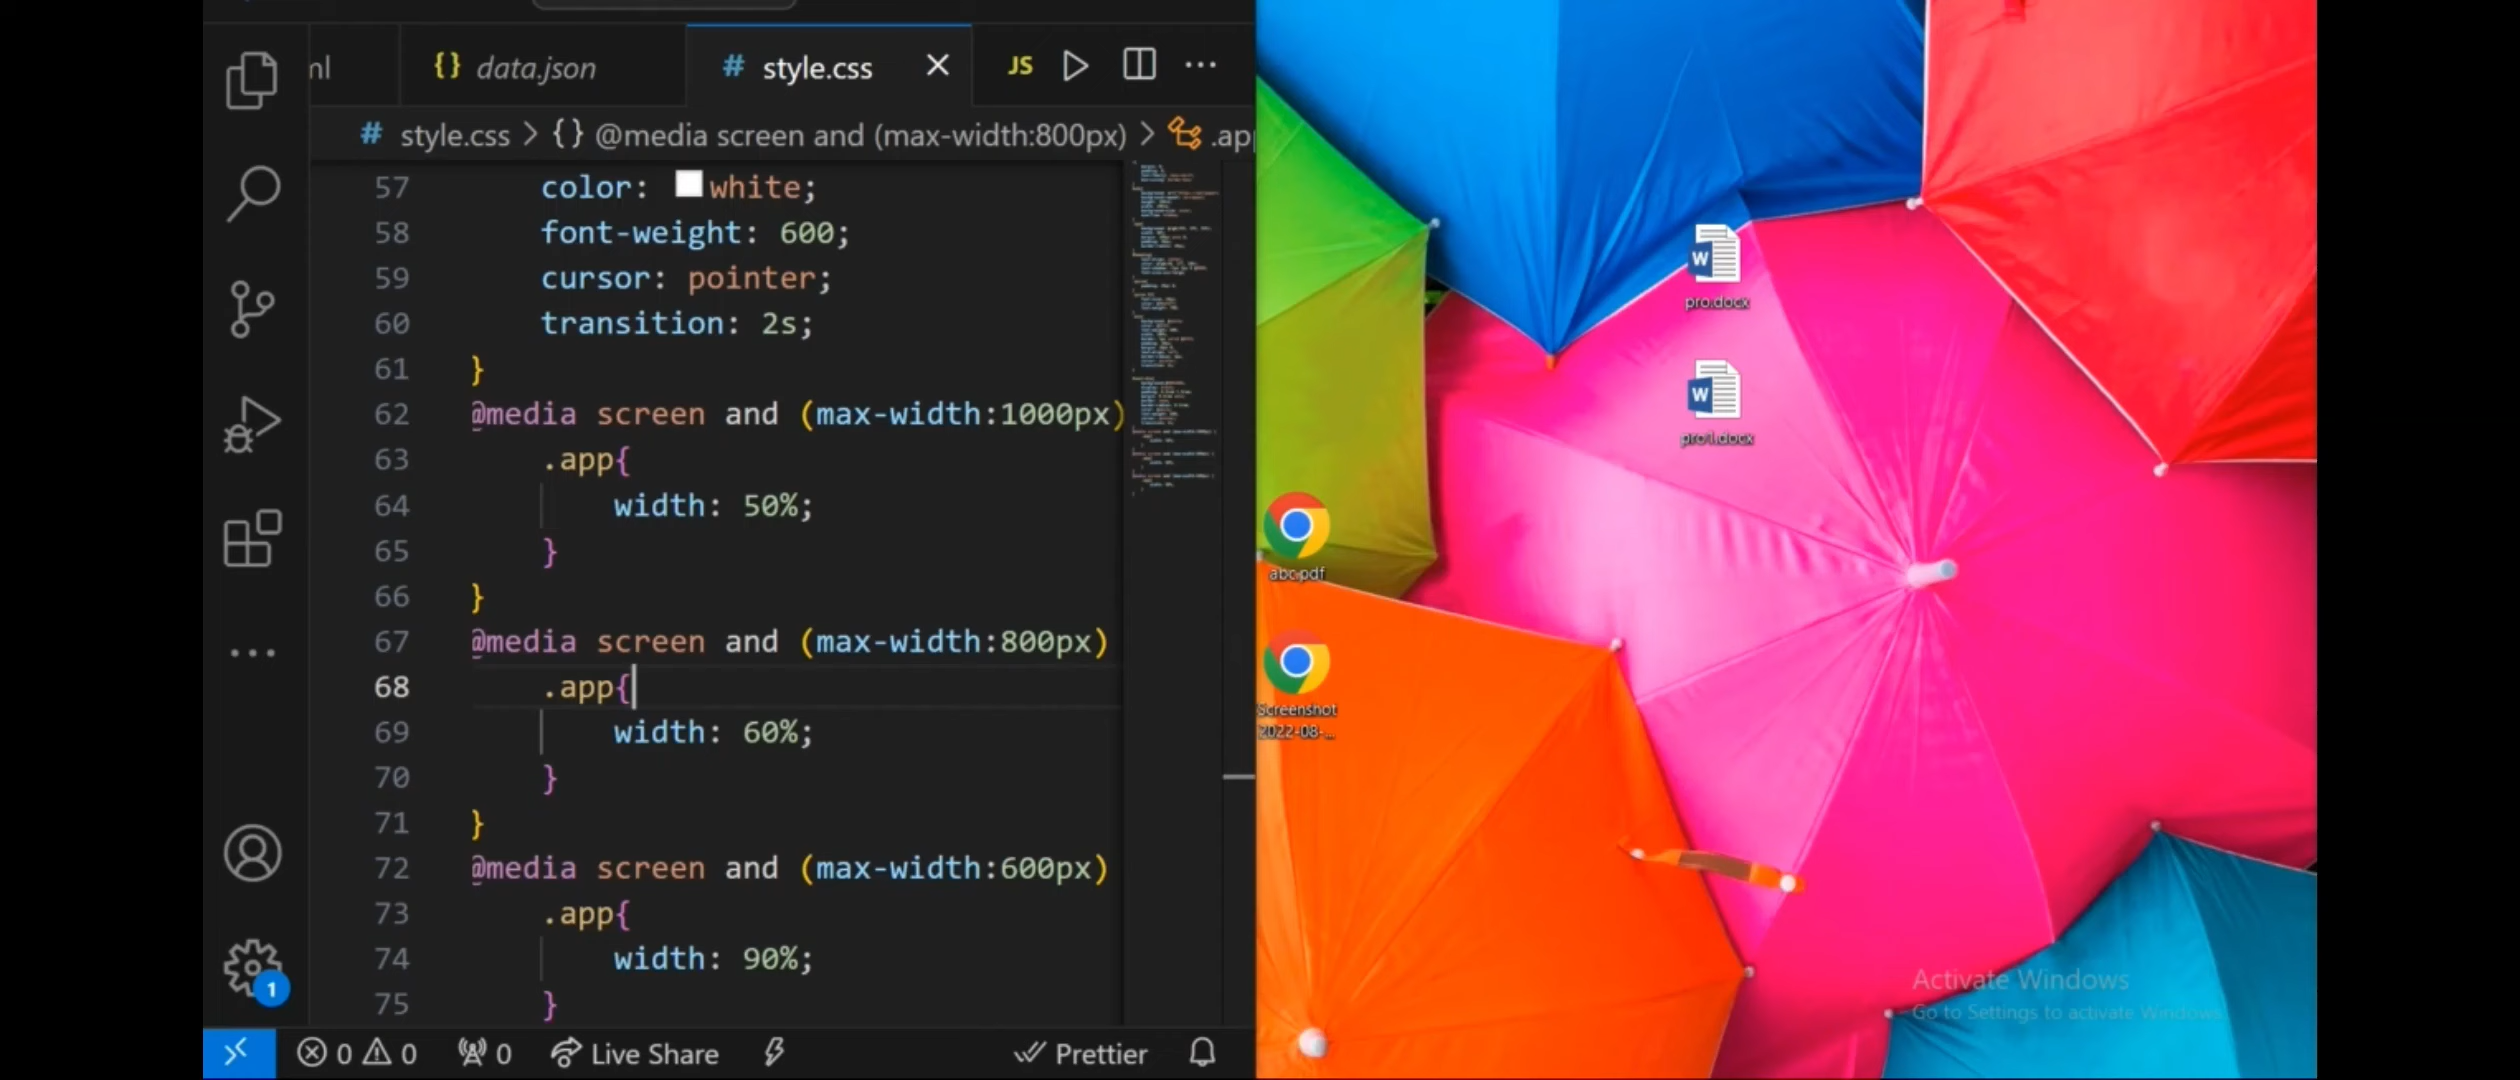 ml
{} data.json
# style.css
JS
# style.css > {} @media screen and (max-width:800px) > .app
57 color: white;
58 font-weight: 600;
59 cursor: pointer;
60 transition: 2s;
61 }
62 @media screen and (max-width:1000px)
63 .app{
64 width: 50%;
65 }
66 }
67 @media screen and (max-width:800px)
68 .app{
69 width: 60%;
70 }
71 }
72 @media screen and (max-width:600px)
73 .app{
74 width: 90%;
75 }
1
0 0 0 Live Share Prettier
W
pro.docx
W
pro1.docx
abc.pdf
Screenshot
2022-08-...
Activate Windows
Go to Settings to activate Windows.